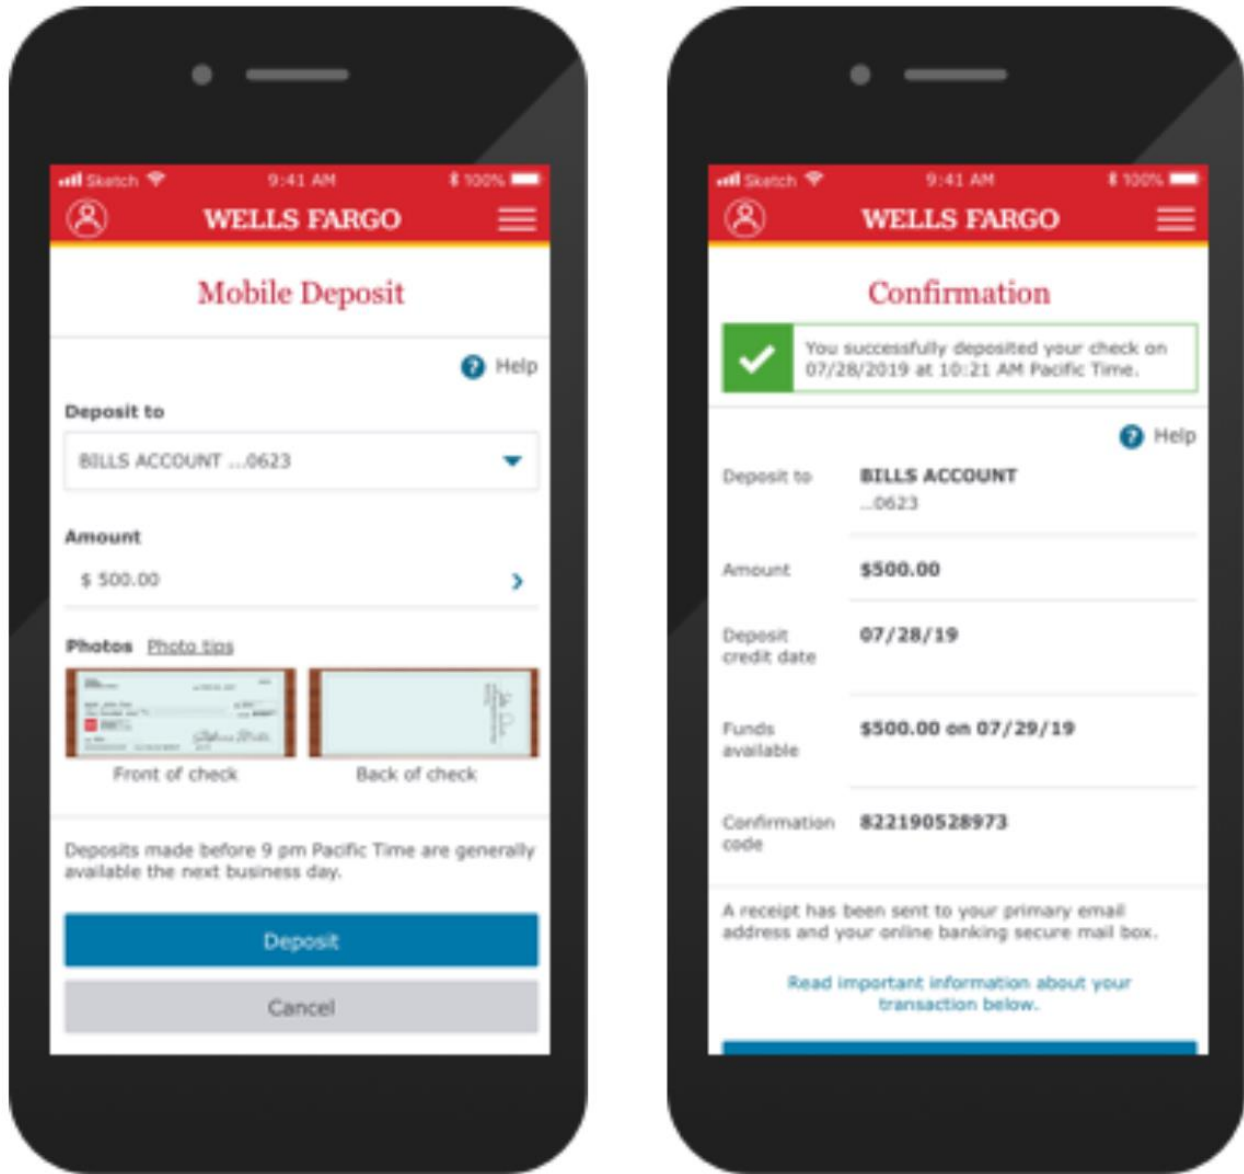 Sketch 9:41 AM 100%
WELLS FARGO
Mobile Deposit
? Help
Deposit to
BILLS ACCOUNT ...0623
Amount
$ 500.00
Photos Photo tips
Front of check
Back of check
Deposits made before 9 pm Pacific Time are generally
available the next business day.
Deposit
Cancel
Sketch 9:41 AM 100%
WELLS FARGO
Confirmation
You successfully deposited your check on
07/28/2019 at 10:21 AM Pacific Time.
? Help
Deposit to
BILLS ACCOUNT
...0623
Amount
$500.00
Deposit
credit date
07/28/19
Funds
available
$500.00 on 07/29/19
Confirmation
code
822190528973
A receipt has been sent to your primary email
address and your online banking secure mail box.
Read important information about your
transaction below.